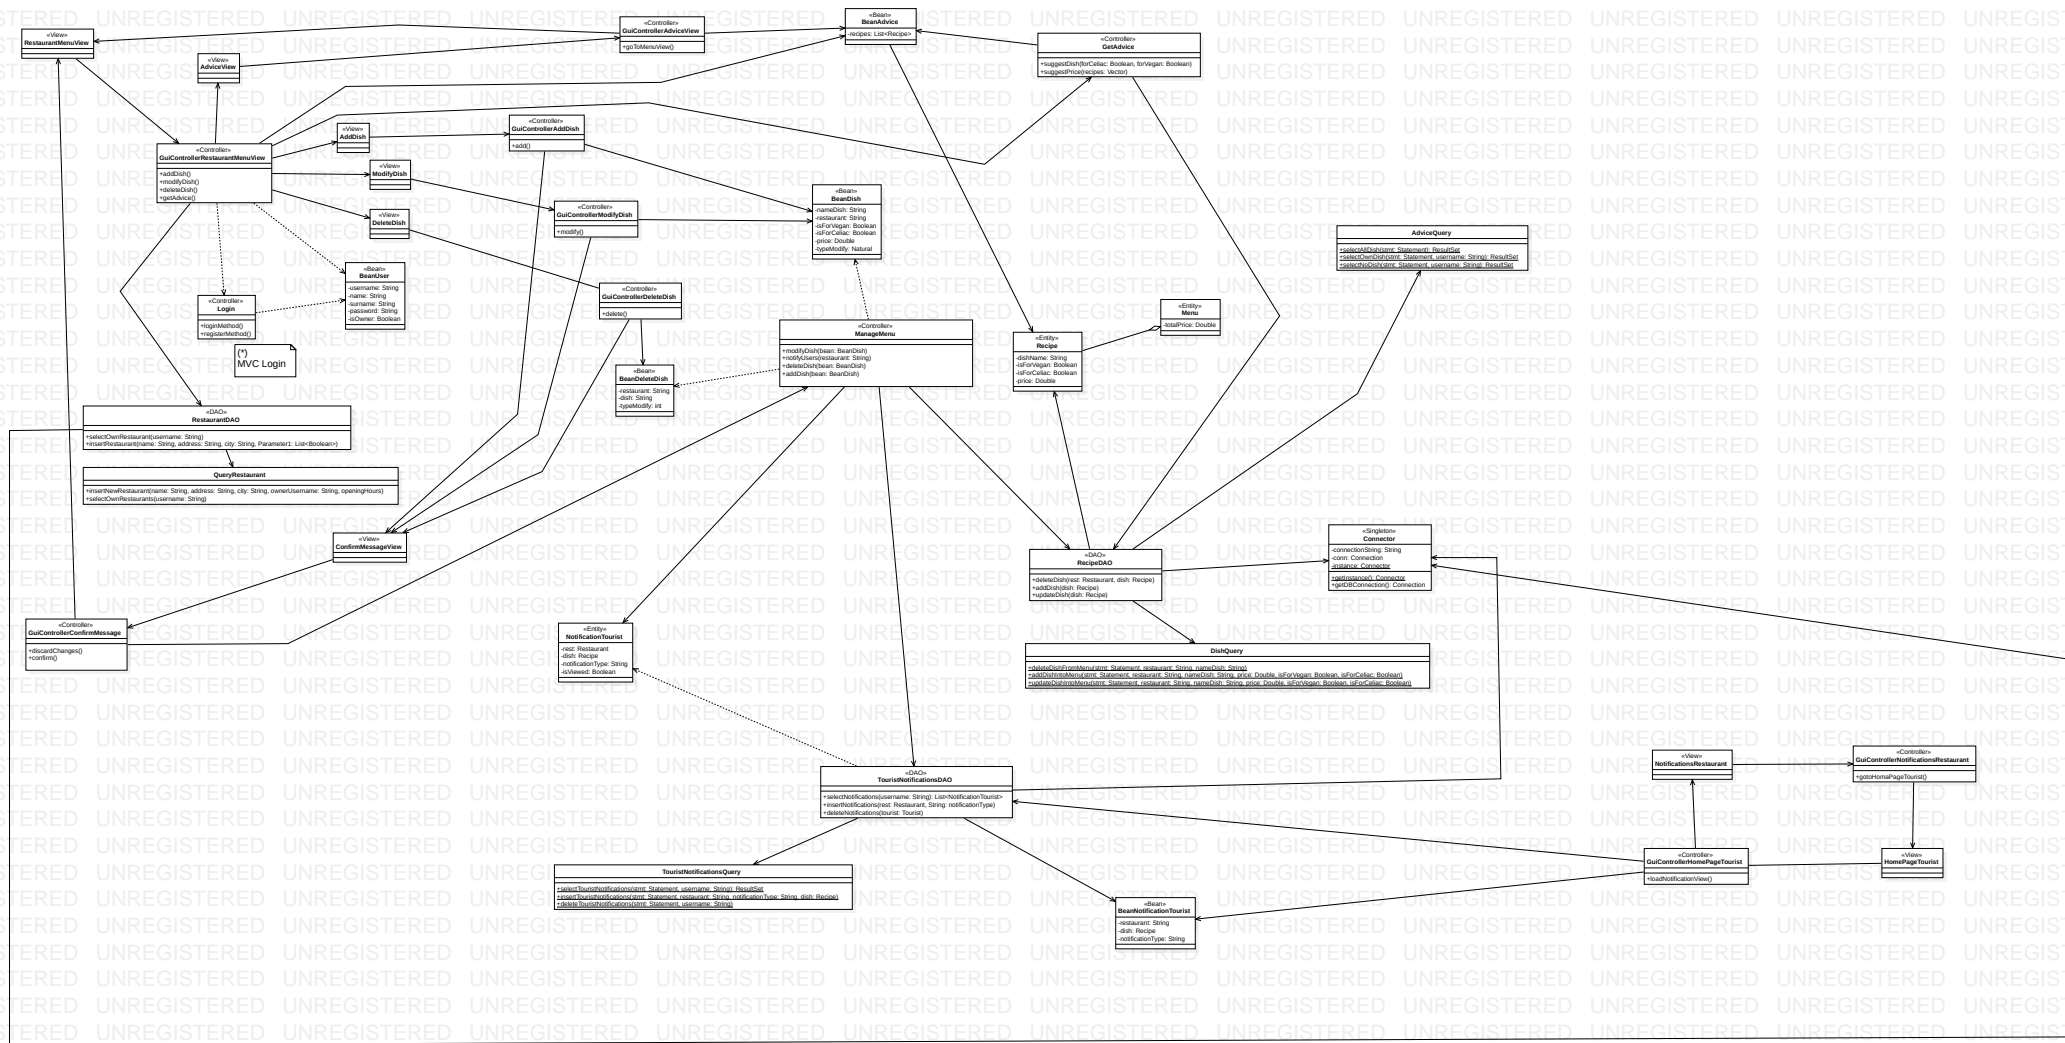 «View»
RestaurantMenuView
«Controller»
GuiControllerAdviceView
+goToMenuView()
«Bean»
BeanAdvice
-recipes: List<Recipe>
«Controller»
GetAdvice
+suggestDish(forCeliac: Boolean, forVegan: Boolean)
+suggestPrice(recipes: Vector)
«View»
AdviceView
«Controller»
GuiControllerRestaurantMenuView
+addDish()
+modifyDish()
+deleteDish()
+getAdvice()
«View»
AddDish
«Controller»
GuiControllerAddDish
+add()
«View»
ModifyDish
«View»
DeleteDish
«Controller»
GuiControllerModifyDish
+modify()
«Bean»
BeanDish
-nameDish: String
-restaurant: String
-isForVegan: Boolean
-isForCeliac: Boolean
-price: Double
-typeModify: Natural
AdviceQuery
+selectAllDish(stmt: Statement): ResultSet
+selectOwnDish(stmt: Statement, username: String): ResultSet
+selectNoDish(stmt: Statement, username: String): ResultSet
«Bean»
BeanUser
-username: String
-name: String
-surname: String
-password: String
-isOwner: Boolean
«Controller»
Login
+loginMethod()
+registerMethod()
(*)
MVC Login
«Controller»
GuiControllerDeleteDish
+delete()
«Controller»
ManageMenu
+modifyDish(bean: BeanDish)
+notifyUsers(restaurant: String)
+deleteDish(bean: BeanDish)
+addDish(bean: BeanDish)
«Entity»
Menu
-totalPrice: Double
«Entity»
Recipe
-dishName: String
-isForVegan: Boolean
-isForCeliac: Boolean
-price: Double
«Bean»
BeanDeleteDish
-restaurant: String
-dish: String
-typeModify: int
«DAO»
RestaurantDAO
+selectOwnRestaurant(username: String)
+insertRestaurant(name: String, address: String, city: String, Parameter1: List<Boolean>)
QueryRestaurant
+insertNewRestaurant(name: String, address: String, city: String, ownerUsername: String, openingHours)
+selectOwnRestaurants(username: String)
«View»
ConfirmMessageView
«DAO»
RecipeDAO
+deleteDish(rest: Restaurant, dish: Recipe)
+addDish(dish: Recipe)
+updateDish(dish: Recipe)
«Singleton»
Connector
-connectionString: String
-conn: Connection
-instance: Connector
+getInstance(): Connector
+getDBConnection(): Connection
«Controller»
GuiControllerConfirmMessage
+discardChanges()
+confirm()
«Entity»
NotificationTourist
-rest: Restaurant
-dish: Recipe
-notificationType: String
-isViewed: Boolean
DishQuery
+deleteDishFromMenu(stmt: Statement, restaurant: String, nameDish: String)
+addDishIntoMenu(stmt: Statement, restaurant: String, nameDish: String, price: Double, isForVegan: Boolean, isForCeliac: Boolean)
+updateDishIntoMenu(stmt: Statement, restaurant: String, nameDish: String, price: Double, isForVegan: Boolean, isForCeliac: Boolean)
«DAO»
TouristNotificationsDAO
+selectNotifications(username: String): List<NotificationTourist>
+insertNotifications(rest: Restaurant, String: notificationType)
+deleteNotifications(tourist: Tourist)
«View»
NotificationsRestaurant
«Controller»
GuiControllerNotificationsRestaurant
+gotoHomaPageTourist()
«Controller»
GuiControllerHomePageTourist
+loadNotificationView()
«View»
HomePageTourist
TouristNotificationsQuery
+selectTouristNotifications(stmt: Statement, username: String): ResultSet
+insertTouristNotifications(stmt: Statement, restaurant: String, notificationType: String, dish: Recipe)
+deleteTouristNotifications(stmt: Statement, username: String)
«Bean»
BeanNotificationTourist
-restaurant: String
-dish: Recipe
-notificationType: String